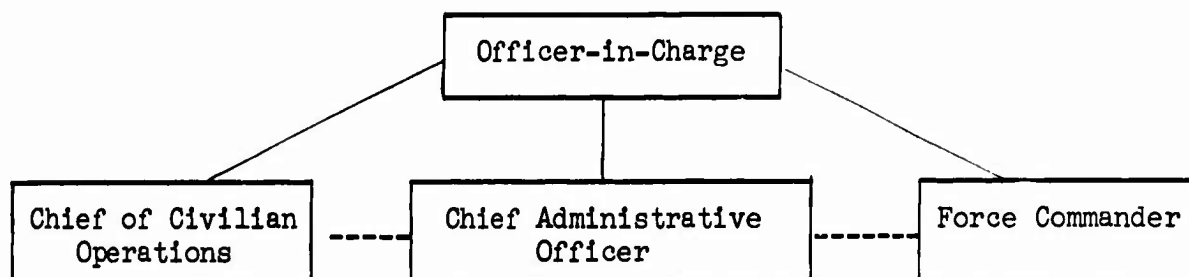 Officer-in-Charge
Chief of Civilian
Operations
Chief Administrative
Officer
Force Commander